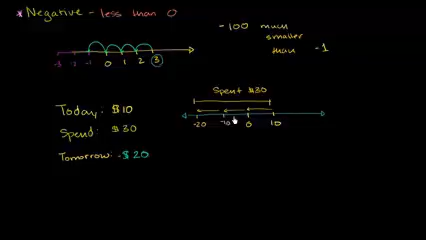 * Negative - less than 0
-100 much
smaller
than -1
-3 -2 -1 0 1 2 3
Spent $30
Today: $10
Spend: $30
Tomorrow: -$20
-20 -10 0 10